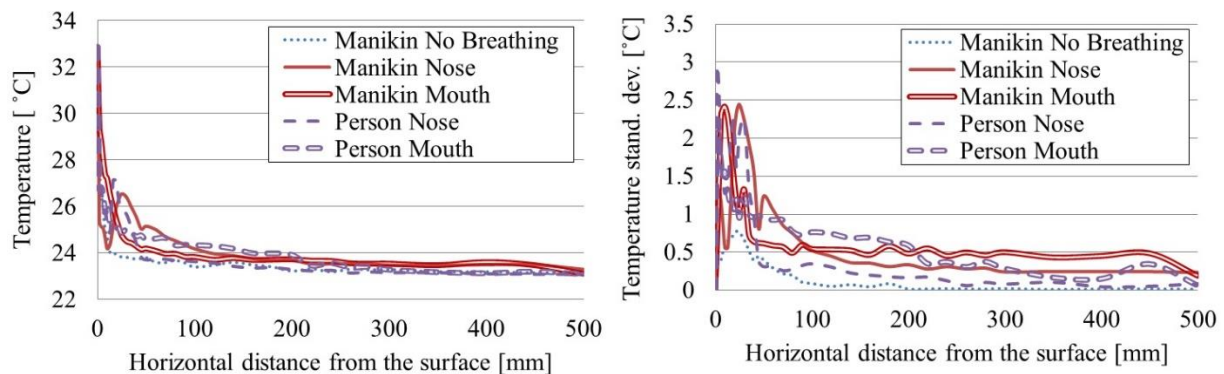 Temperature [ ˚C]
34
32
30
28
26
24
22
0
100
200
300
400
500
Horizontal distance from the surface [mm]
Manikin No Breathing
Manikin Nose
Manikin Mouth
Person Nose
Person Mouth
Temperature stand. dev. [˚C]
3.5
3
2.5
2
1.5
1
0.5
0
0
100
200
300
400
500
Horizontal distance from the surface [mm]
Manikin No Breathing
Manikin Nose
Manikin Mouth
Person Nose
Person Mouth